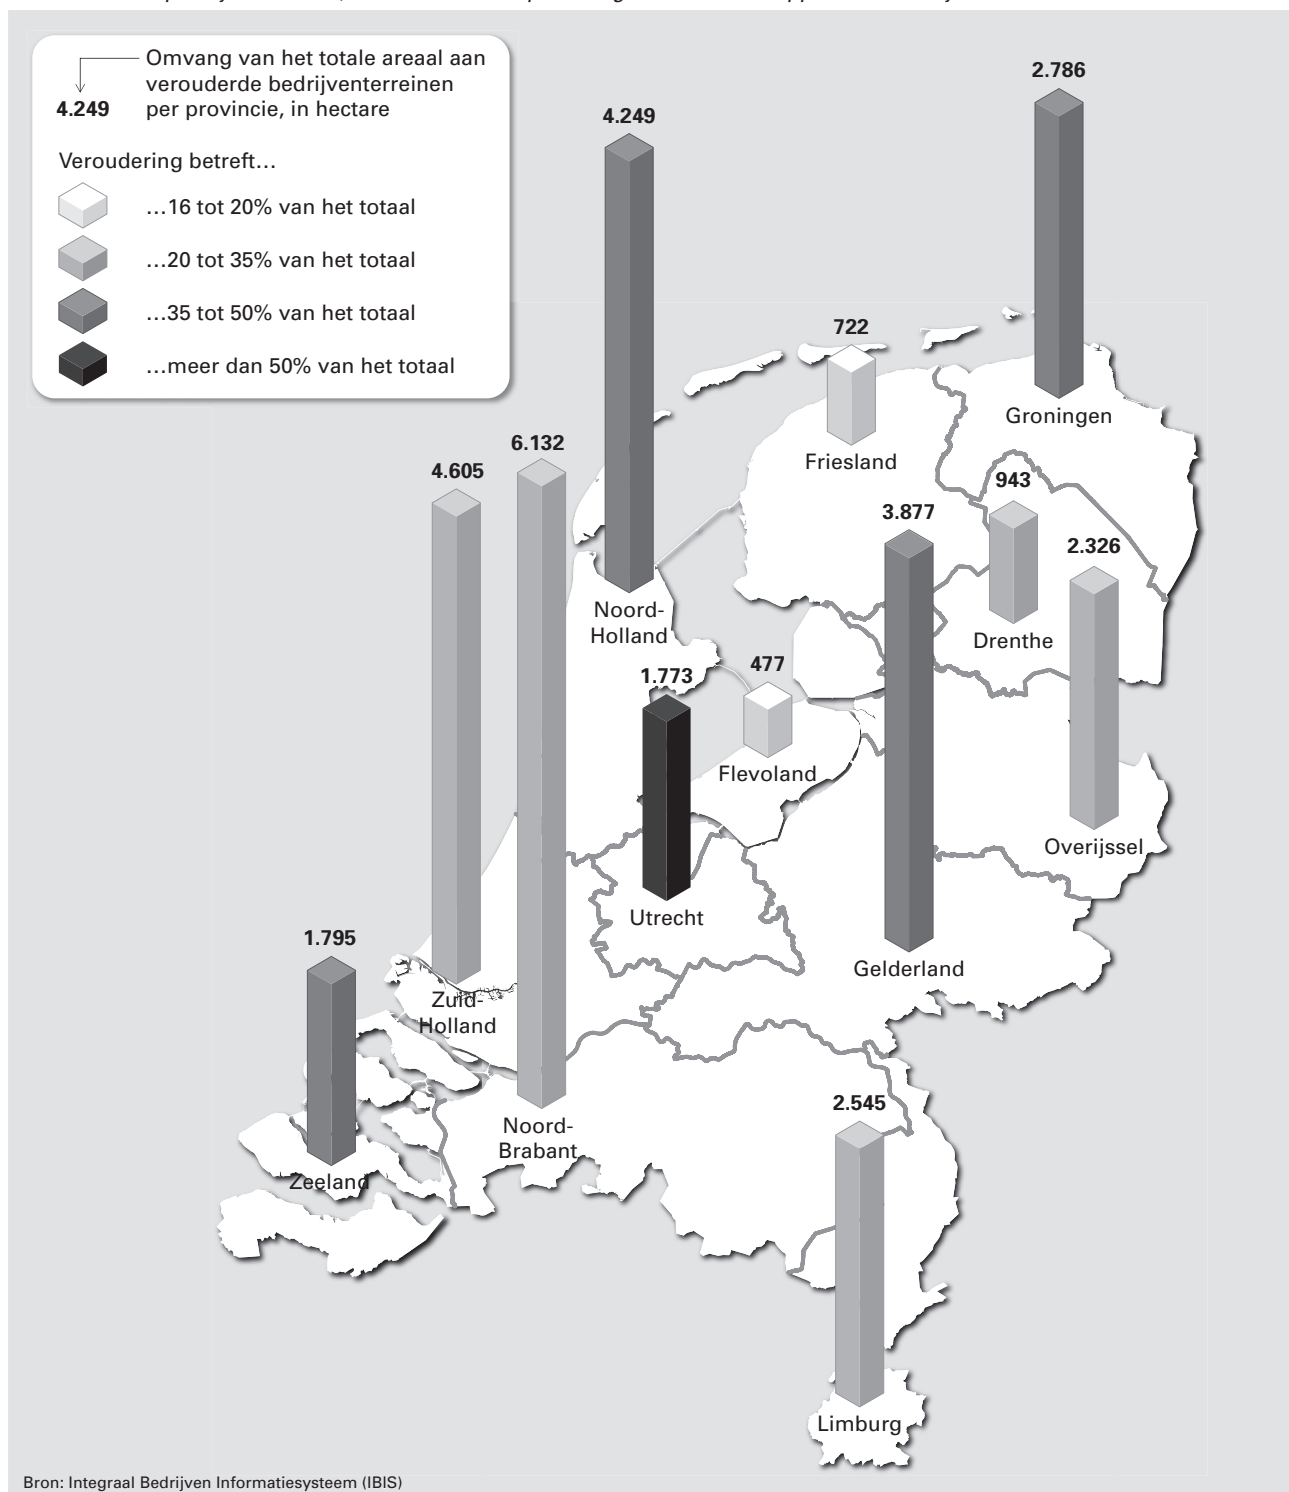 4.249
Omvang van het totale areaal aan
verouderde bedrijventerreinen
per provincie, in hectare
Veroudering betreft...
...16 tot 20% van het totaal
...20 tot 35% van het totaal
...35 tot 50% van het totaal
...meer dan 50% van het totaal
2.786
Groningen
4.249
Noord-
Holland
722
Friesland
6.132
Noord-
Brabant
4.605
Zuid-
Holland
943
Drenthe
3.877
Gelderland
2.326
Overijssel
477
Flevoland
1.773
Utrecht
1.795
Zeeland
2.545
Limburg
Bron: Integraal Bedrijven Informatiesysteem (IBIS)